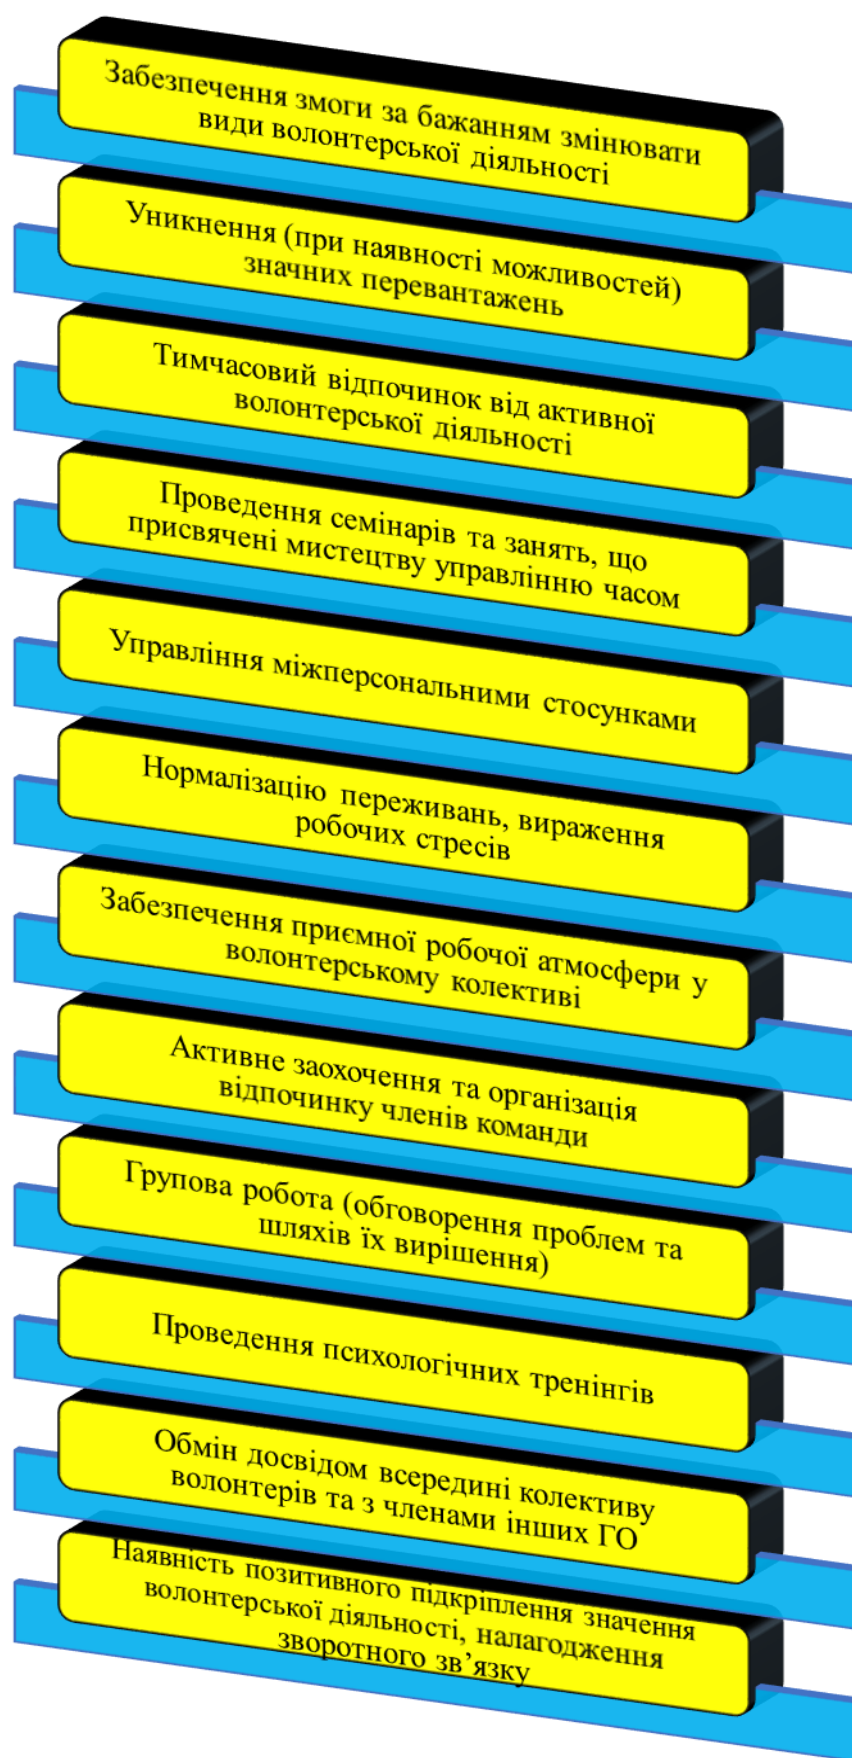 Забезпечення змоги за бажанням змінювати
види волонтерської діяльності
Уникнення (при наявності можливостей)
значних перевантажень
Тимчасовий відпочинок від активної
волонтерської діяльності
Проведення семінарів та занять, що
присвячені мистецтву управлінню часом
Управління міжперсональними стосунками
Нормалізацію переживань, вираження
робочих стресів
Забезпечення приємної робочої атмосфери у
волонтерському колективі
Активне заохочення та організація
відпочинку членів команди
Групова робота (обговорення проблем та
шляхів їх вирішення)
Проведення психологічних тренінгів
Обмін досвідом всередині колективу
волонтерів та з членами інших ГО
Наявність позитивного підкріплення значення
волонтерської діяльності, налагодження
зворотного зв’язку